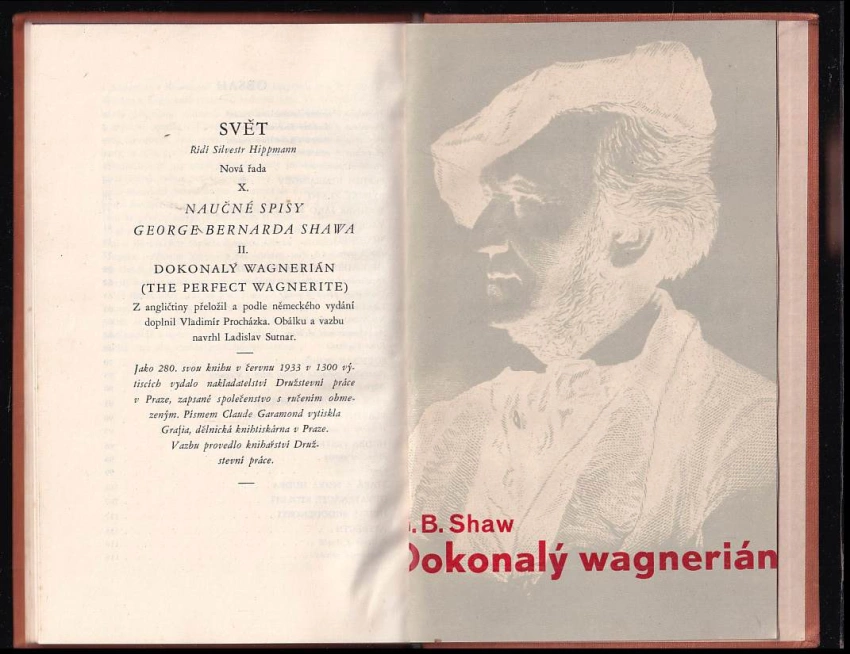 SVĚT
Řídí Silvestr Hippmann
Nová řada
X.
NAUČNÉ SPISY
GEORGE BERNARDA SHAWA
II.
DOKONALÝ WAGNERIÁN
(THE PERFECT WAGNERITE)
Z angličtiny přeložil a podle německého vydání
doplnil Vladimír Procházka. Obálku a vazbu
navrhl Ladislav Sutnar.
Jako 280. svou knihu v červnu 1933 v 1300 vý-
tiscích vydalo nakladatelství Družstevní práce
v Praze, zapsané společenstvo s ručením obme-
zeným. Písmem Claude Garamond vytiskla
Grafia, dělnická knihtiskárna v Praze.
Vazbu provedlo knihařství Druž-
stevní práce.
. B. Shaw
Dokonalý wagnerián